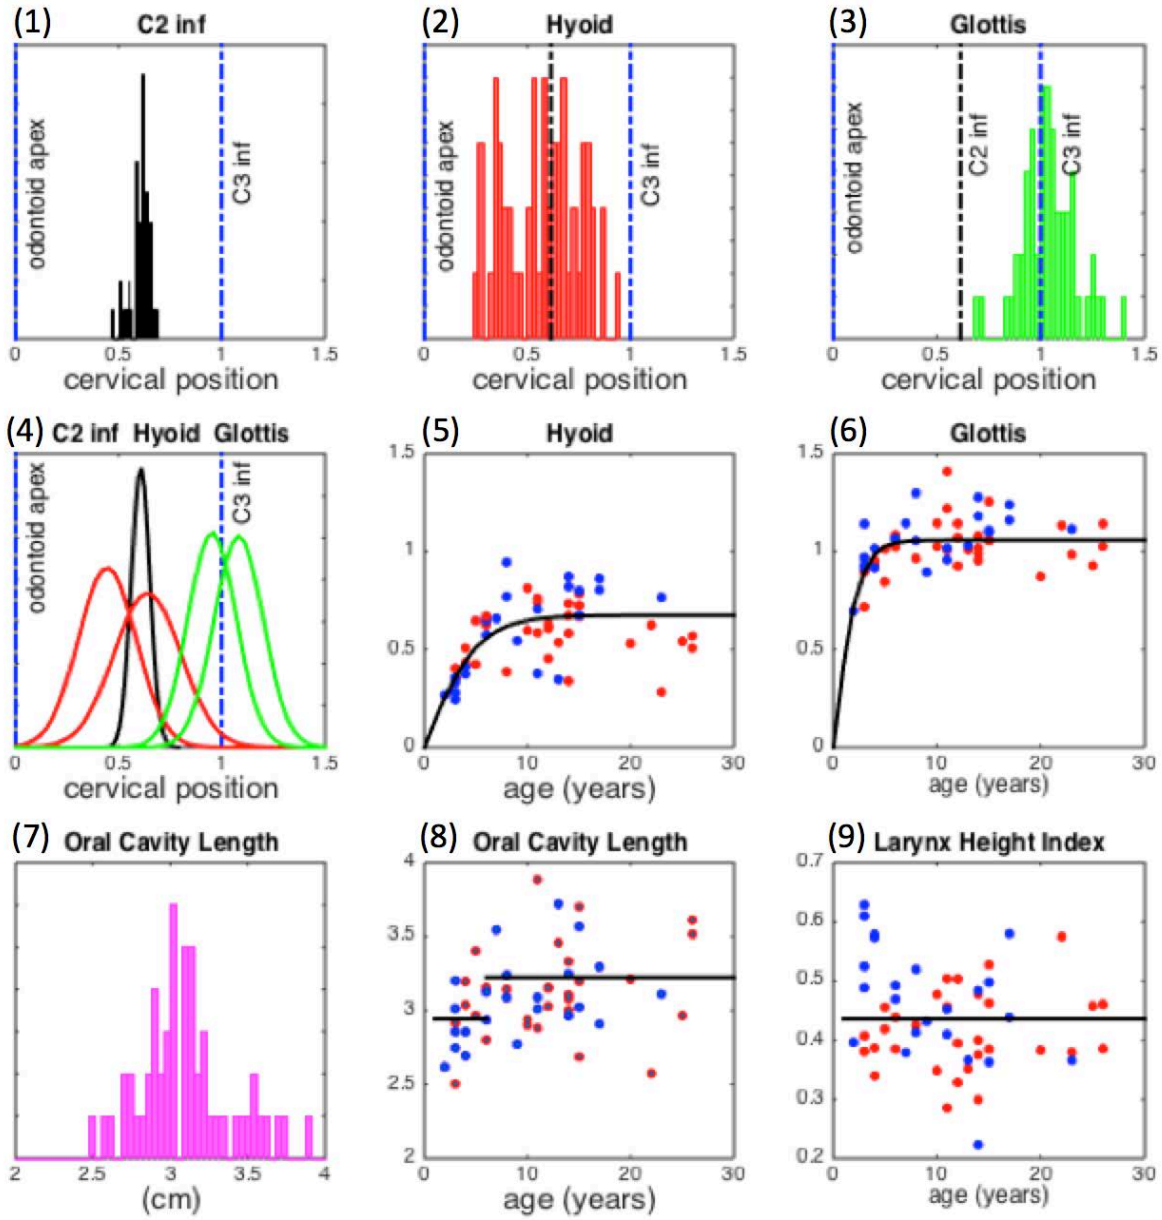 (1) C2 inf
odontoid apex
C3 inf
0 0.5 1 1.5
cervical position
(2) Hyoid
odontoid apex
C3 inf
0 0.5 1 1.5
cervical position
(3) Glottis
odontoid apex
C2 inf
C3 inf
0 0.5 1 1.5
cervical position
(4) C2 inf Hyoid Glottis
odontoid apex
C3 inf
0 0.5 1 1.5
cervical position
(5) Hyoid
1.5
1
0.5
0
0 10 20 30
age (years)
(6) Glottis
1.5
1
0.5
0
0 10 20 30
age (years)
(7) Oral Cavity Length
2 2.5 3 3.5 4
(cm)
(8) Oral Cavity Length
4
3.5
3
2.5
2
0 10 20 30
age (years)
(9) Larynx Height Index
0.7
0.6
0.5
0.4
0.3
0.2
0 10 20 30
age (years)